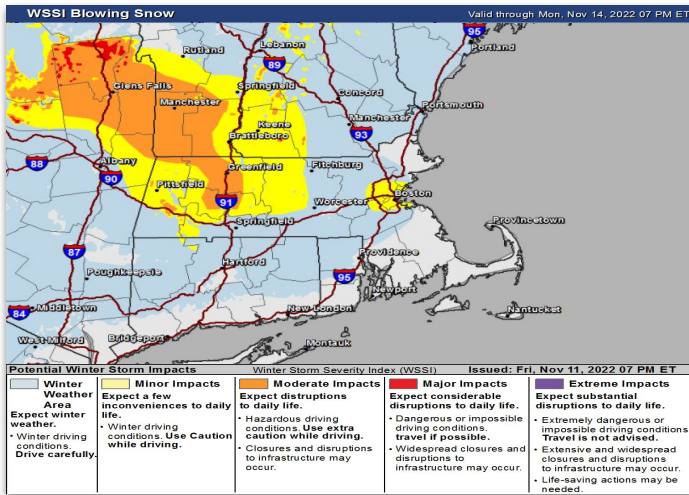 WSSI Blowing Snow
Valid through Mon, Nov 14, 2022 07 PM ET
95
Portland
Rutland
Lebanon
89
Glens Falls
Springfield
Concord
Manchester
Portsmouth
Manchester
Keene
93
Brattleboro
Albany
88
90
Greenfield
Fitchburg
Pittsfield
91
Worcester
Boston
Springfield
Provincetown
87
Hartford
Providence
Poughkeepsie
95
Newport
84
Middletown
New London
Nantucket
West Milford
Bridgeport
Montauk
Potential Winter Storm Impacts
Winter Storm Severity Index (WSSI)
Issued: Fri, Nov 11, 2022 07 PM ET
Winter
Weather
Area
Expect winter
weather.
• Winter driving
conditions.
Drive carefully.
Minor Impacts
Expect a few
inconveniences to daily
life.
• Winter driving
conditions. Use Caution
while driving.
Moderate Impacts
Expect distruptions
to daily life.
• Hazardous driving
conditions. Use extra
caution while driving.
• Closures and disruptions
to infrastructure may
occur.
Major Impacts
Expect considerable
disruptions to daily life.
• Dangerous or impossible
driving conditions.
travel if possible.
• Widespread closures and
disruptions to
infrastructure may occur.
Extreme Impacts
Expect substantial
disruptions to daily life.
• Extremely dangerous or
impossible driving conditions
Travel is not advised.
• Extensive and widespread
closures and disruptions
to infrastructure may occur.
• Life-saving actions may be
needed.